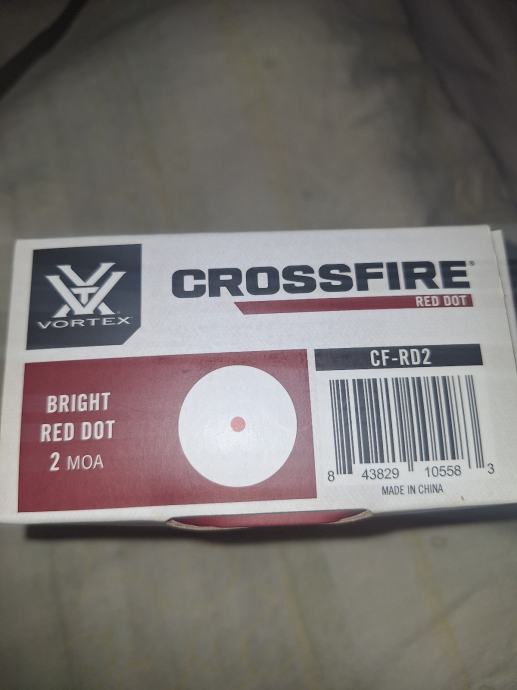 VORTEX
CROSSFIRE®
RED DOT
BRIGHT
RED DOT
2 MOA
CF-RD2
8 43829 10558 3
MADE IN CHINA